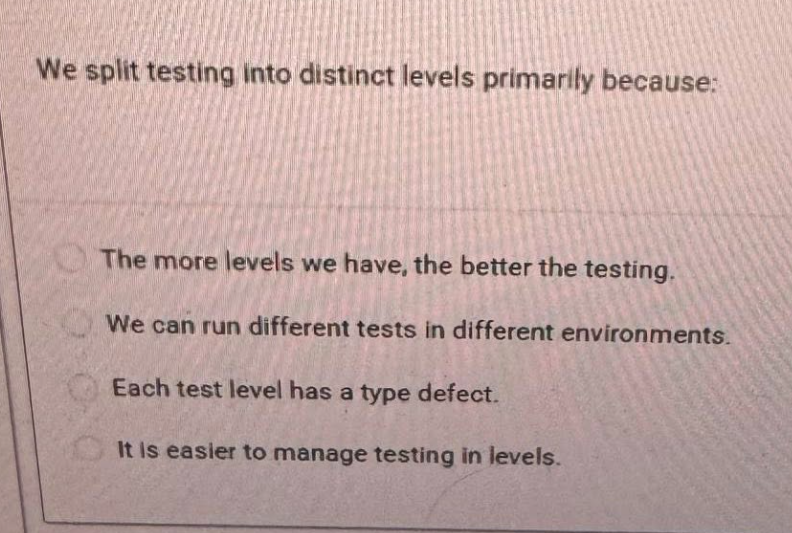 We split testing into distinct levels primarily because:
The more levels we have, the better the testing.
We can run different tests in different environments.
Each test level has a type defect.
It is easier to manage testing in levels.